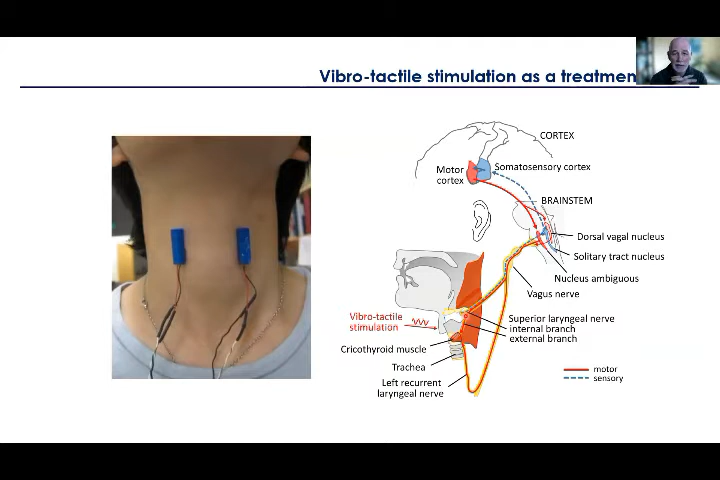 Vibro-tactile stimulation as a treatmen
CORTEX
Motor
cortex
Somatosensory cortex
BRAINSTEM
Dorsal vagal nucleus
Solitary tract nucleus
Nucleus ambiguous
Vagus nerve
Vibro-tactile
stimulation
Superior laryngeal nerve
internal branch
external branch
Cricothyroid muscle
Trachea
Left recurrent
laryngeal nerve
motor
sensory